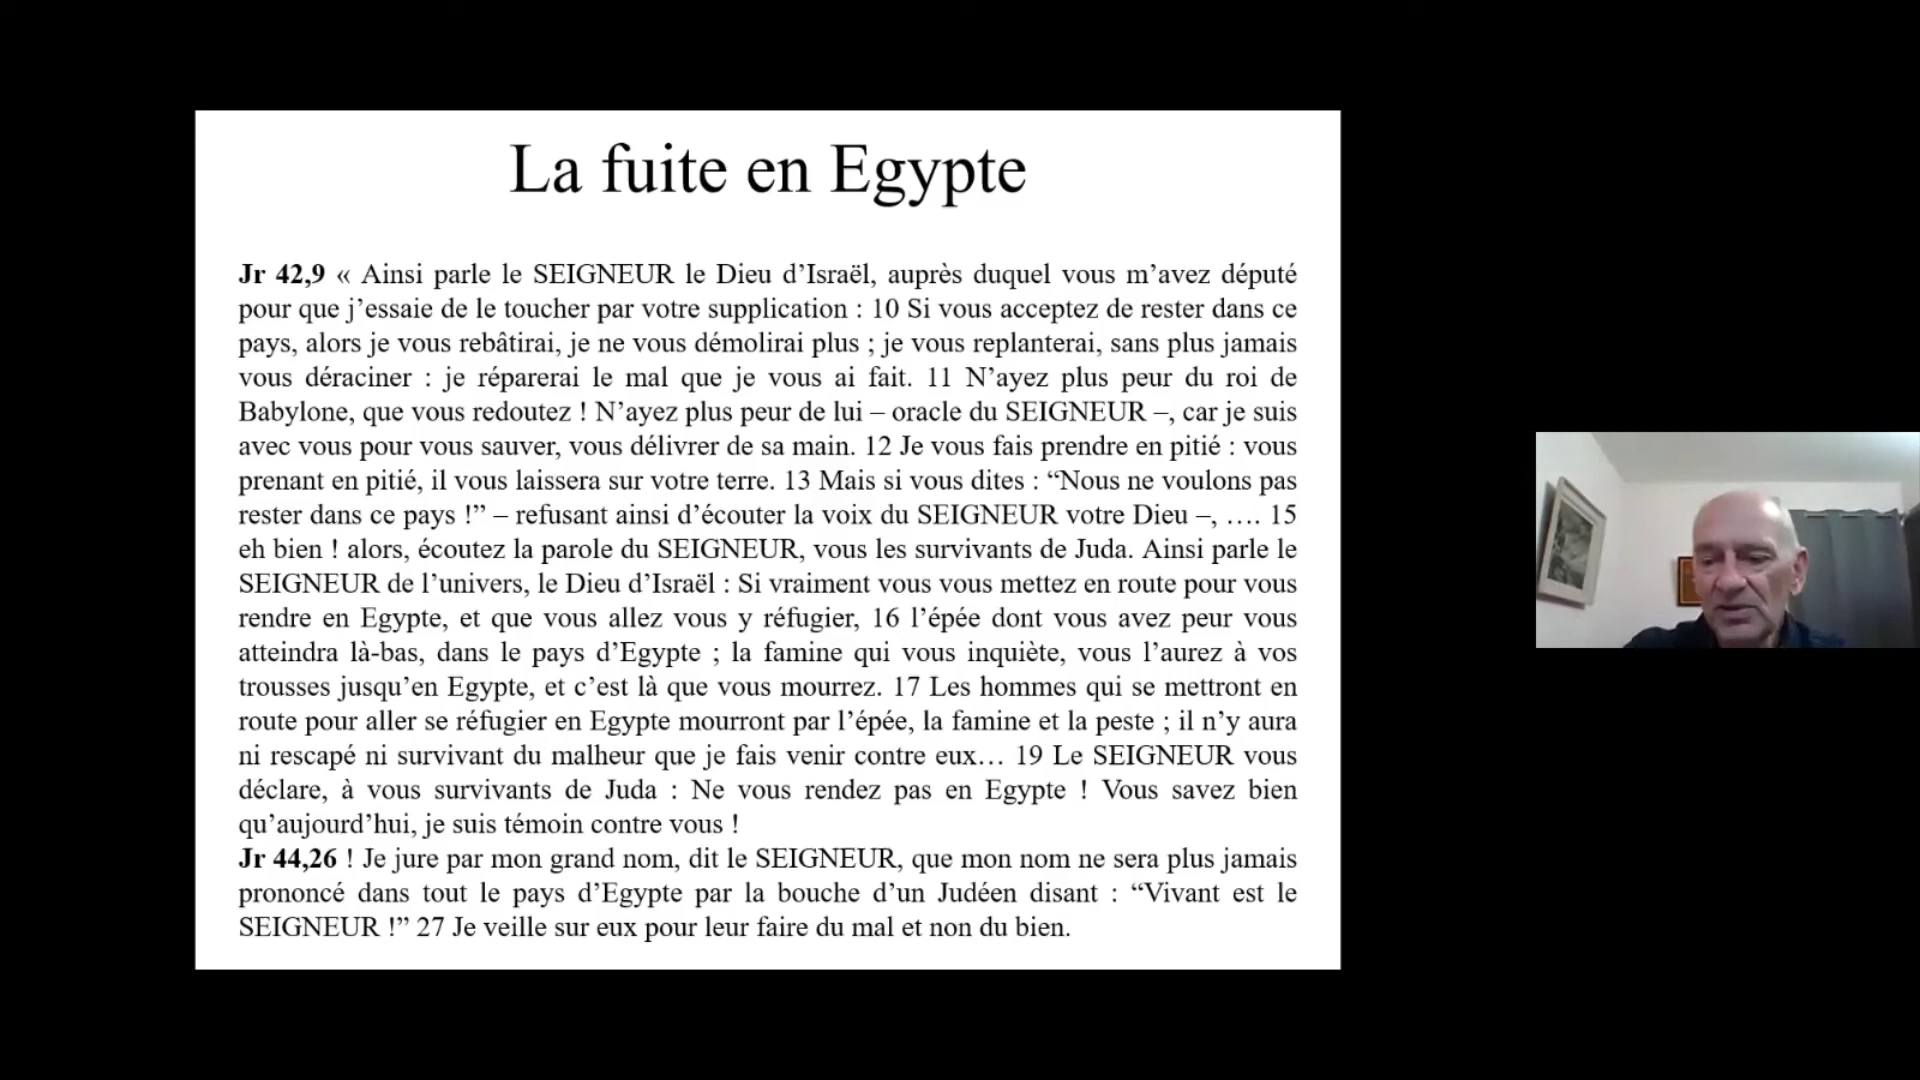 La fuite en Egypte
Jr 42,9 « Ainsi parle le SEIGNEUR le Dieu d’Israël, auprès duquel vous m’avez député
pour que j’essaie de le toucher par votre supplication : 10 Si vous acceptez de rester dans ce
pays, alors je vous rebâtirai, je ne vous démolirai plus ; je vous replanterai, sans plus jamais
vous déraciner : je réparerai le mal que je vous ai fait. 11 N’ayez plus peur du roi de
Babylone, que vous redoutez ! N’ayez plus peur de lui – oracle du SEIGNEUR –, car je suis
avec vous pour vous sauver, vous délivrer de sa main. 12 Je vous fais prendre en pitié : vous
prenant en pitié, il vous laissera sur votre terre. 13 Mais si vous dites : “Nous ne voulons pas
rester dans ce pays !” – refusant ainsi d’écouter la voix du SEIGNEUR votre Dieu –, …. 15
eh bien ! alors, écoutez la parole du SEIGNEUR, vous les survivants de Juda. Ainsi parle le
SEIGNEUR de l’univers, le Dieu d’Israël : Si vraiment vous vous mettez en route pour vous
rendre en Egypte, et que vous allez vous y réfugier, 16 l’épée dont vous avez peur vous
atteindra là-bas, dans le pays d’Egypte ; la famine qui vous inquiète, vous l’aurez à vos
trousses jusqu’en Egypte, et c’est là que vous mourrez. 17 Les hommes qui se mettront en
route pour aller se réfugier en Egypte mourront par l’épée, la famine et la peste ; il n’y aura
ni rescapé ni survivant du malheur que je fais venir contre eux… 19 Le SEIGNEUR vous
déclare, à vous survivants de Juda : Ne vous rendez pas en Egypte ! Vous savez bien
qu’aujourd’hui, je suis témoin contre vous !
Jr 44,26 ! Je jure par mon grand nom, dit le SEIGNEUR, que mon nom ne sera plus jamais
prononcé dans tout le pays d’Egypte par la bouche d’un Judéen disant : “Vivant est le
SEIGNEUR !” 27 Je veille sur eux pour leur faire du mal et non du bien.